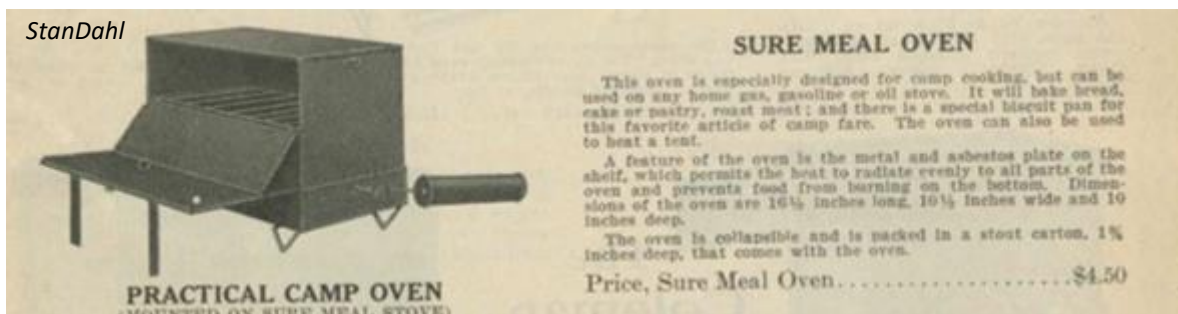 StanDahl
PRACTICAL CAMP OVEN
(MOUNTED ON SURE MEAL STOVE)
SURE MEAL OVEN
This oven is especially designed for camp cooking, but can be
used on any home gas, gasoline or oil stove. It will bake bread,
cake or pastry, roast meat; and there is a special biscuit pan for
this favorite article of camp fare. The oven can also be used
to heat a tent.
A feature of the oven is the metal and asbestos plate on the
shelf, which permits the heat to radiate evenly to all parts of the
oven and prevents food from burning on the bottom. Dimen-
sions of the oven are 16½ inches long, 10½ inches wide and 10
inches deep.
The oven is collapsible and is packed in a stout carton,
inches deep, that comes with the oven.
Price, Sure Meal Oven....................$4.50